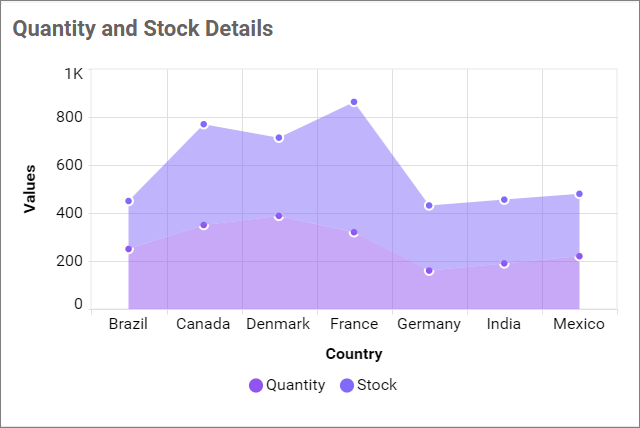 Quantity and Stock Details
1K
800
600
400
200
0
Values
Brazil Canada Denmark France Germany India Mexico
Country
Quantity Stock